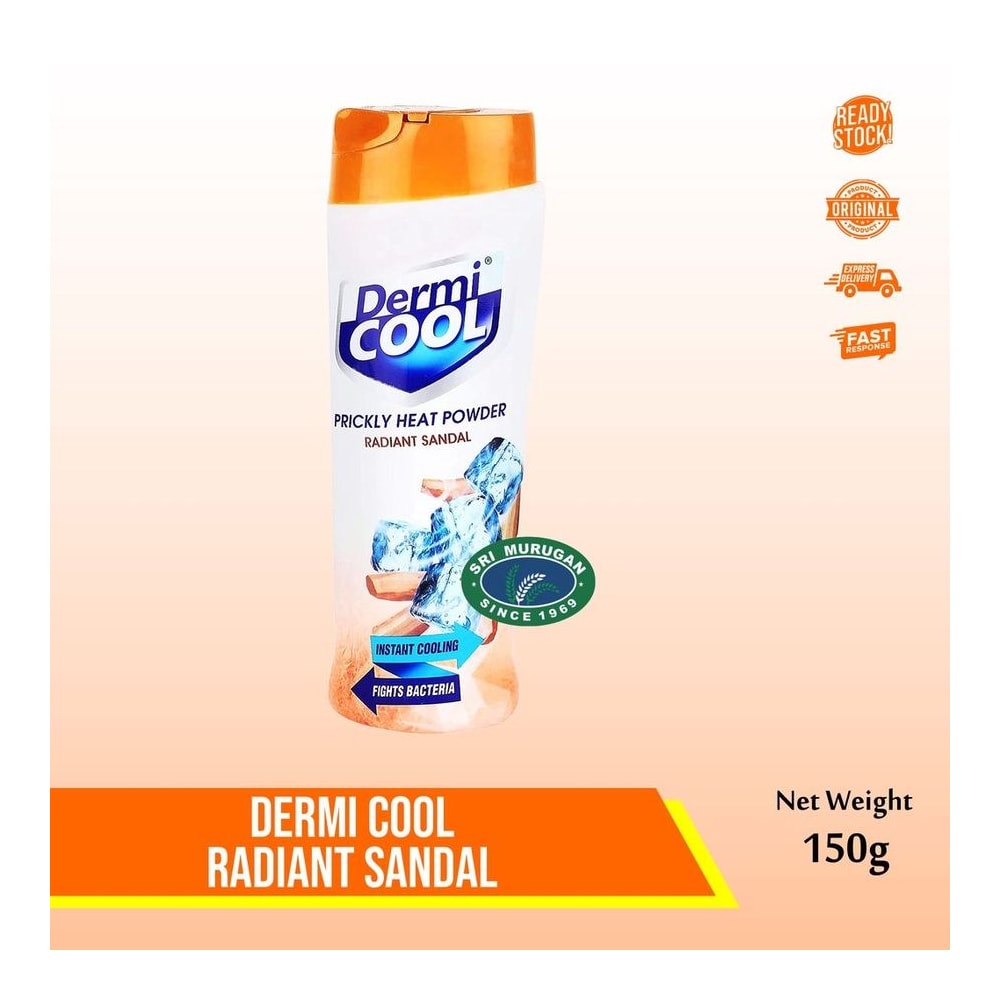 READY
STOCK!
PRODUCT
ORIGINAL
PRODUCT
EXPRESS
DELIVERY
FAST
RESPONSE
Dermi®
COOL
PRICKLY HEAT POWDER
RADIANT SANDAL
SRI MURUGAN
SINCE 1969
INSTANT COOLING
FIGHTS BACTERIA
DERMI COOL
RADIANT SANDAL
Net Weight
150g